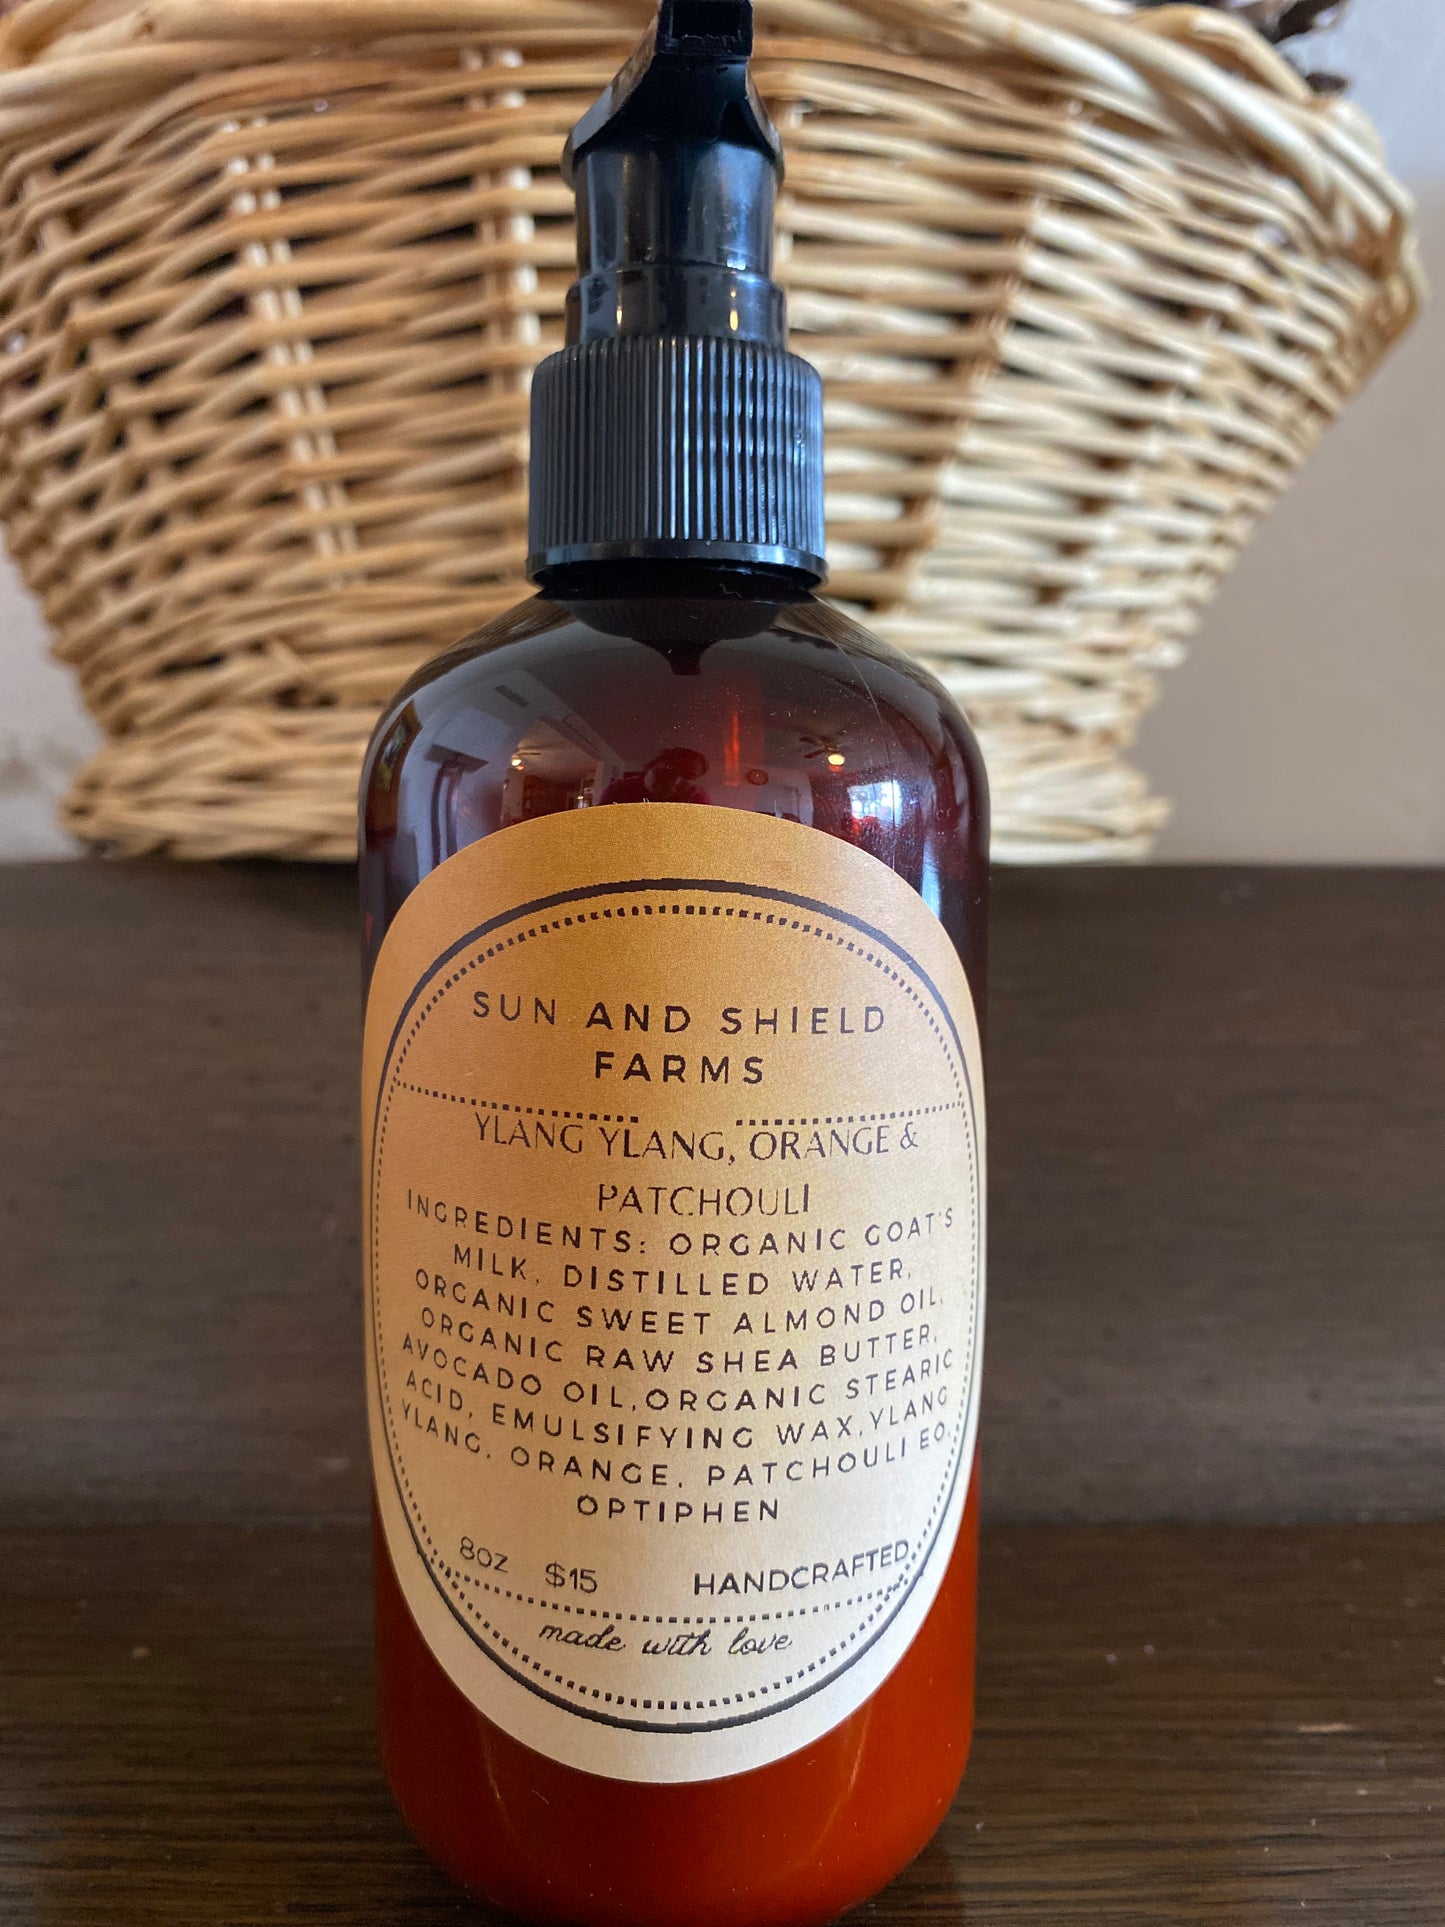 SUN AND SHIELD
FARMS
YLANG YLANG, ORANGE &
PATCHOULI
INGREDIENTS: ORGANIC GOAT'S
MILK, DISTILLED WATER,
ORGANIC SWEET ALMOND OIL,
ORGANIC RAW SHEA BUTTER,
AVOCADO OIL,ORGANIC STEARIC
ACID, EMULSIFYING WAX,YLANG
YLANG, ORANGE, PATCHOULI EO,
OPTIPHEN
8OZ $15 HANDCRAFTED
made with love